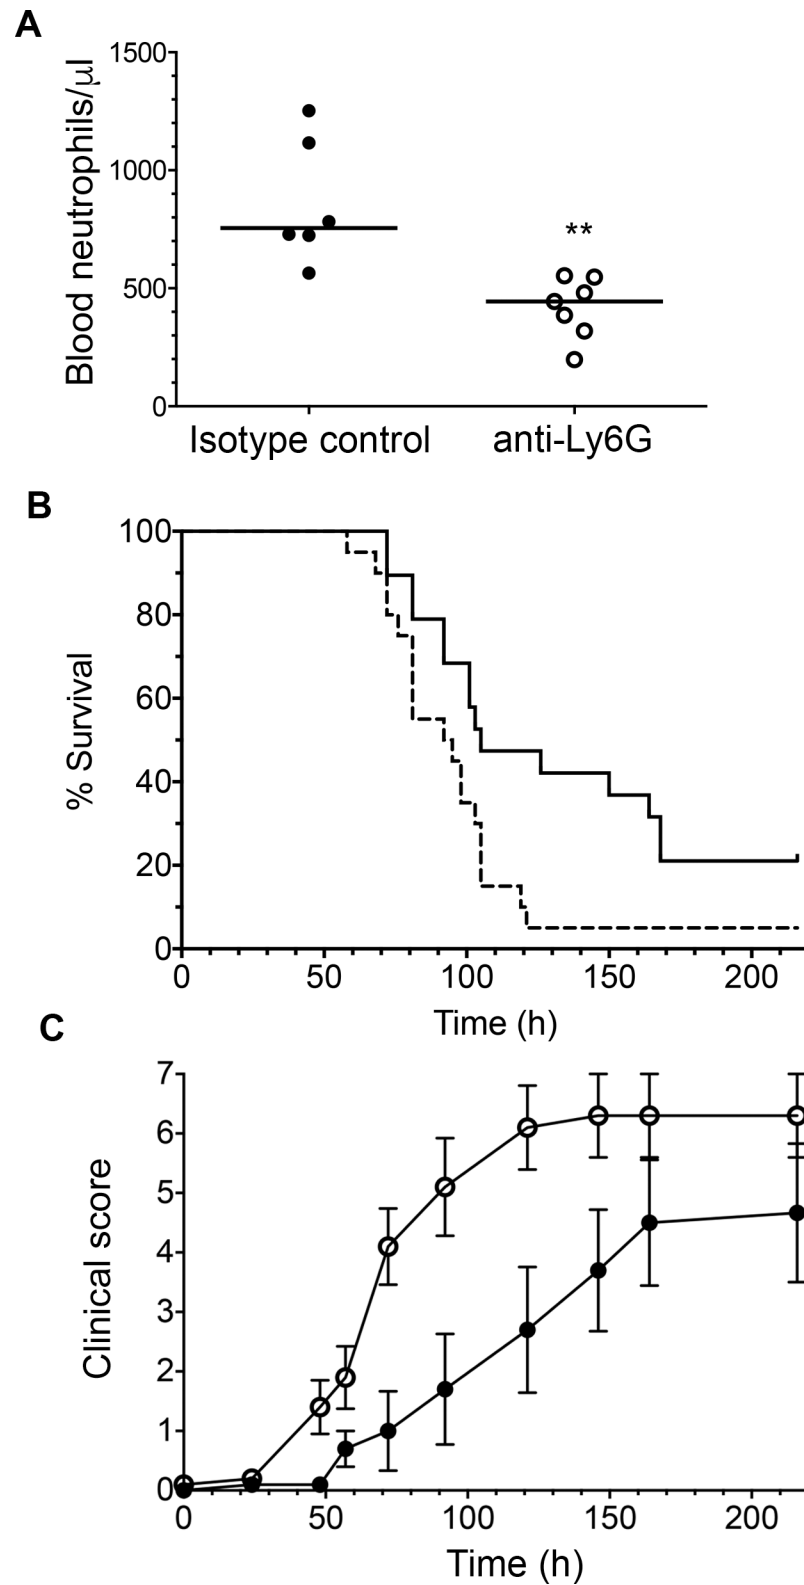 A
Blood neutrophils/μl
1500
1000
500
0
**
Isotype control
anti-Ly6G
B
% Survival
100
80
60
40
20
0
0 50 100 150 200
Time (h)
C
Clinical score
7
6
5
4
3
2
1
0
0 50 100 150 200
Time (h)